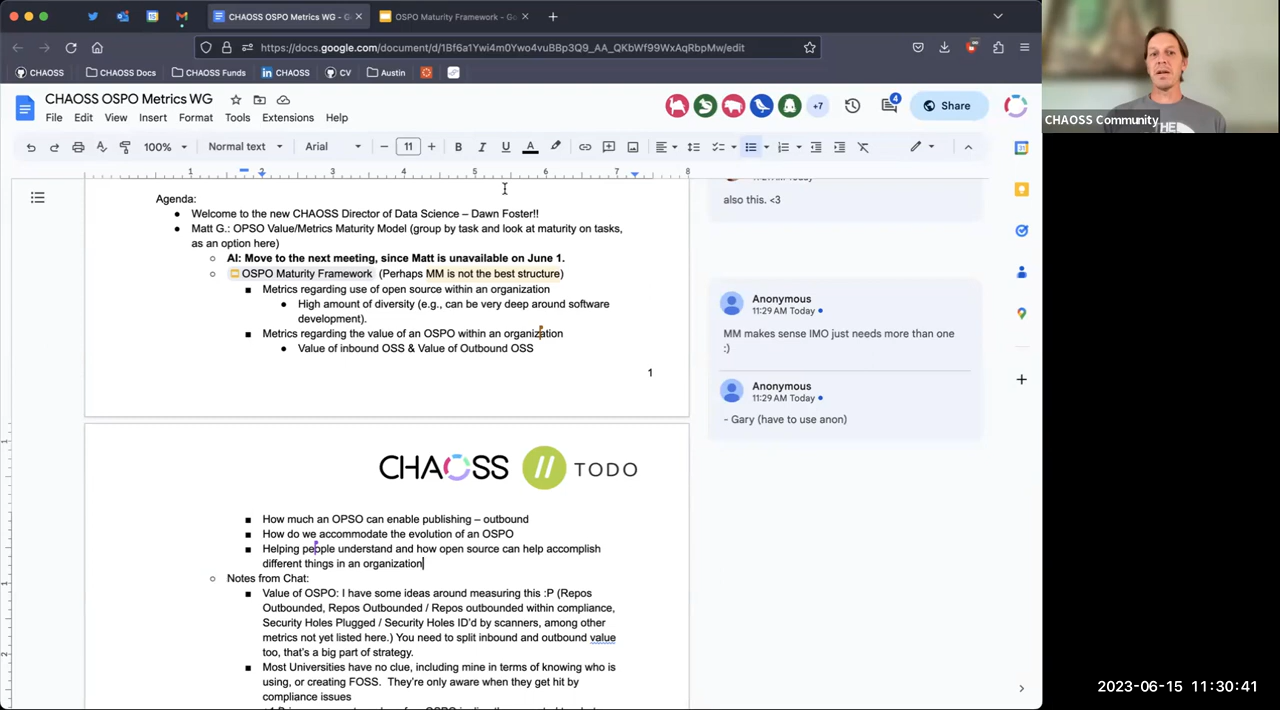 CHAOSS OSPO Metrics WG - G
OSPO Maturity Framework - Go
https://docs.google.com/document/d/1Bf6a1Ywi4m0Ywo4vuBBp3Q9_AA_QKbWf99WxAqRbpMw/edit
CHAOSS
CHAOSS Docs
CHAOSS Funds
CHAOSS
CV
Austin
CHAOSS OSPO Metrics WG
File Edit View Insert Format Tools Extensions Help
+7
4
Share
100%
Normal text
Arial
11
1 2 3 4 5 6 7 8
Agenda:
Welcome to the new CHAOSS Director of Data Science – Dawn Foster!!
Matt G.: OPSO Value/Metrics Maturity Model (group by task and look at maturity on tasks,
as an option here)
AI: Move to the next meeting, since Matt is unavailable on June 1.
OSPO Maturity Framework (Perhaps MM is not the best structure)
Metrics regarding use of open source within an organization
High amount of diversity (e.g., can be very deep around software
development).
Metrics regarding the value of an OSPO within an organization
Value of inbound OSS & Value of Outbound OSS
1
CHAOSS // TODO
How much an OPSO can enable publishing – outbound
How do we accommodate the evolution of an OSPO
Helping people understand and how open source can help accomplish
different things in an organization
Notes from Chat:
Value of OSPO: I have some ideas around measuring this :P (Repos
Outbounded, Repos Outbounded / Repos outbounded within compliance,
Security Holes Plugged / Security Holes ID'd by scanners, among other
metrics not yet listed here.) You need to split inbound and outbound value
too, that's a big part of strategy.
Most Universities have no clue, including mine in terms of knowing who is
using, or creating FOSS. They're only aware when they get hit by
compliance issues
also this. <3
Anonymous
11:29 AM Today
MM makes sense IMO just needs more than one
:)
Anonymous
11:29 AM Today
- Gary (have to use anon)
CHAOSS Community
THE
2023-06-15 11:30:41